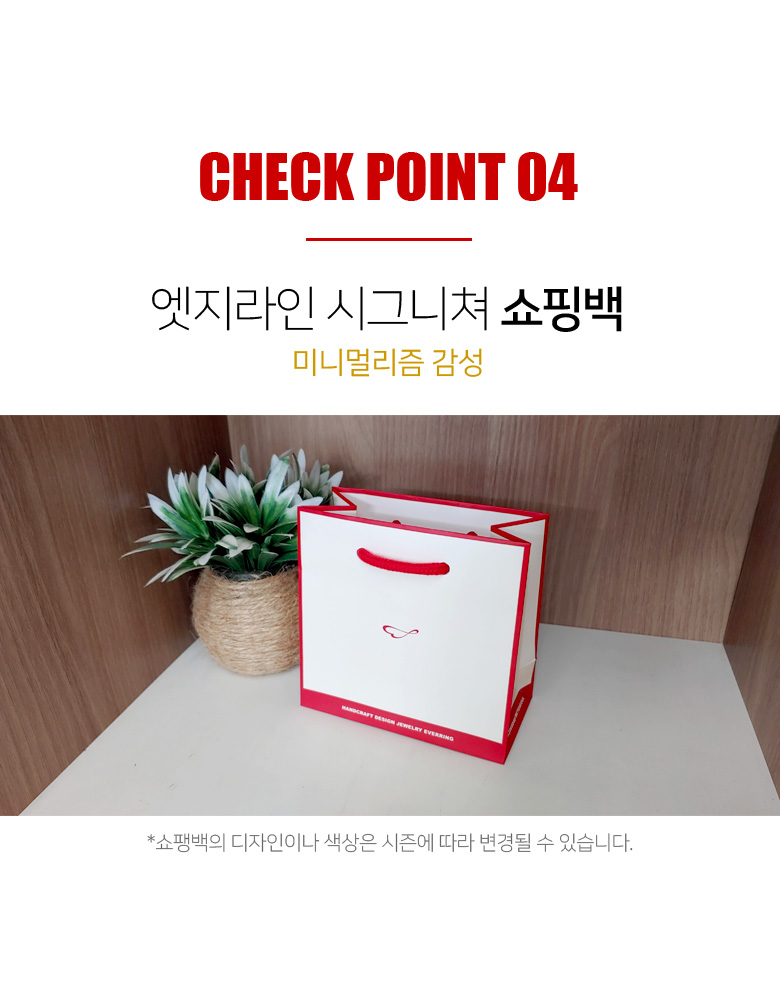 CHECK POINT 04
엣지라인 시그니쳐 쇼핑백
미니멀리즘 감성
HANDCRAFT DESIGN JEWELRY EVERRING
*쇼팽백의 디자인이나 색상은 시즌에 따라 변경될 수 있습니다.